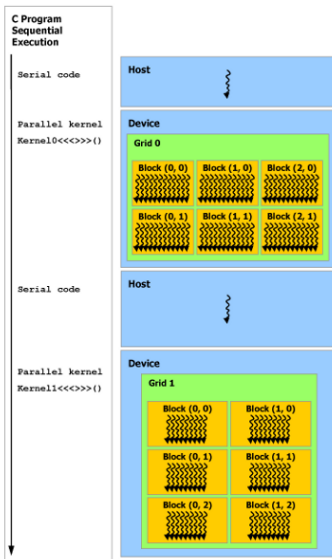 C Program
Sequential
Execution
Serial code
Host
Parallel kernel
Kernel0<<<>>>()
Device
Grid 0
Block (0, 0)
Block (1, 0)
Block (2, 0)
Block (0, 1)
Block (1, 1)
Block (2, 1)
Serial code
Host
Parallel kernel
Kernel1<<<>>>()
Device
Grid 1
Block (0, 0)
Block (1, 0)
Block (0, 1)
Block (1, 1)
Block (0, 2)
Block (1, 2)